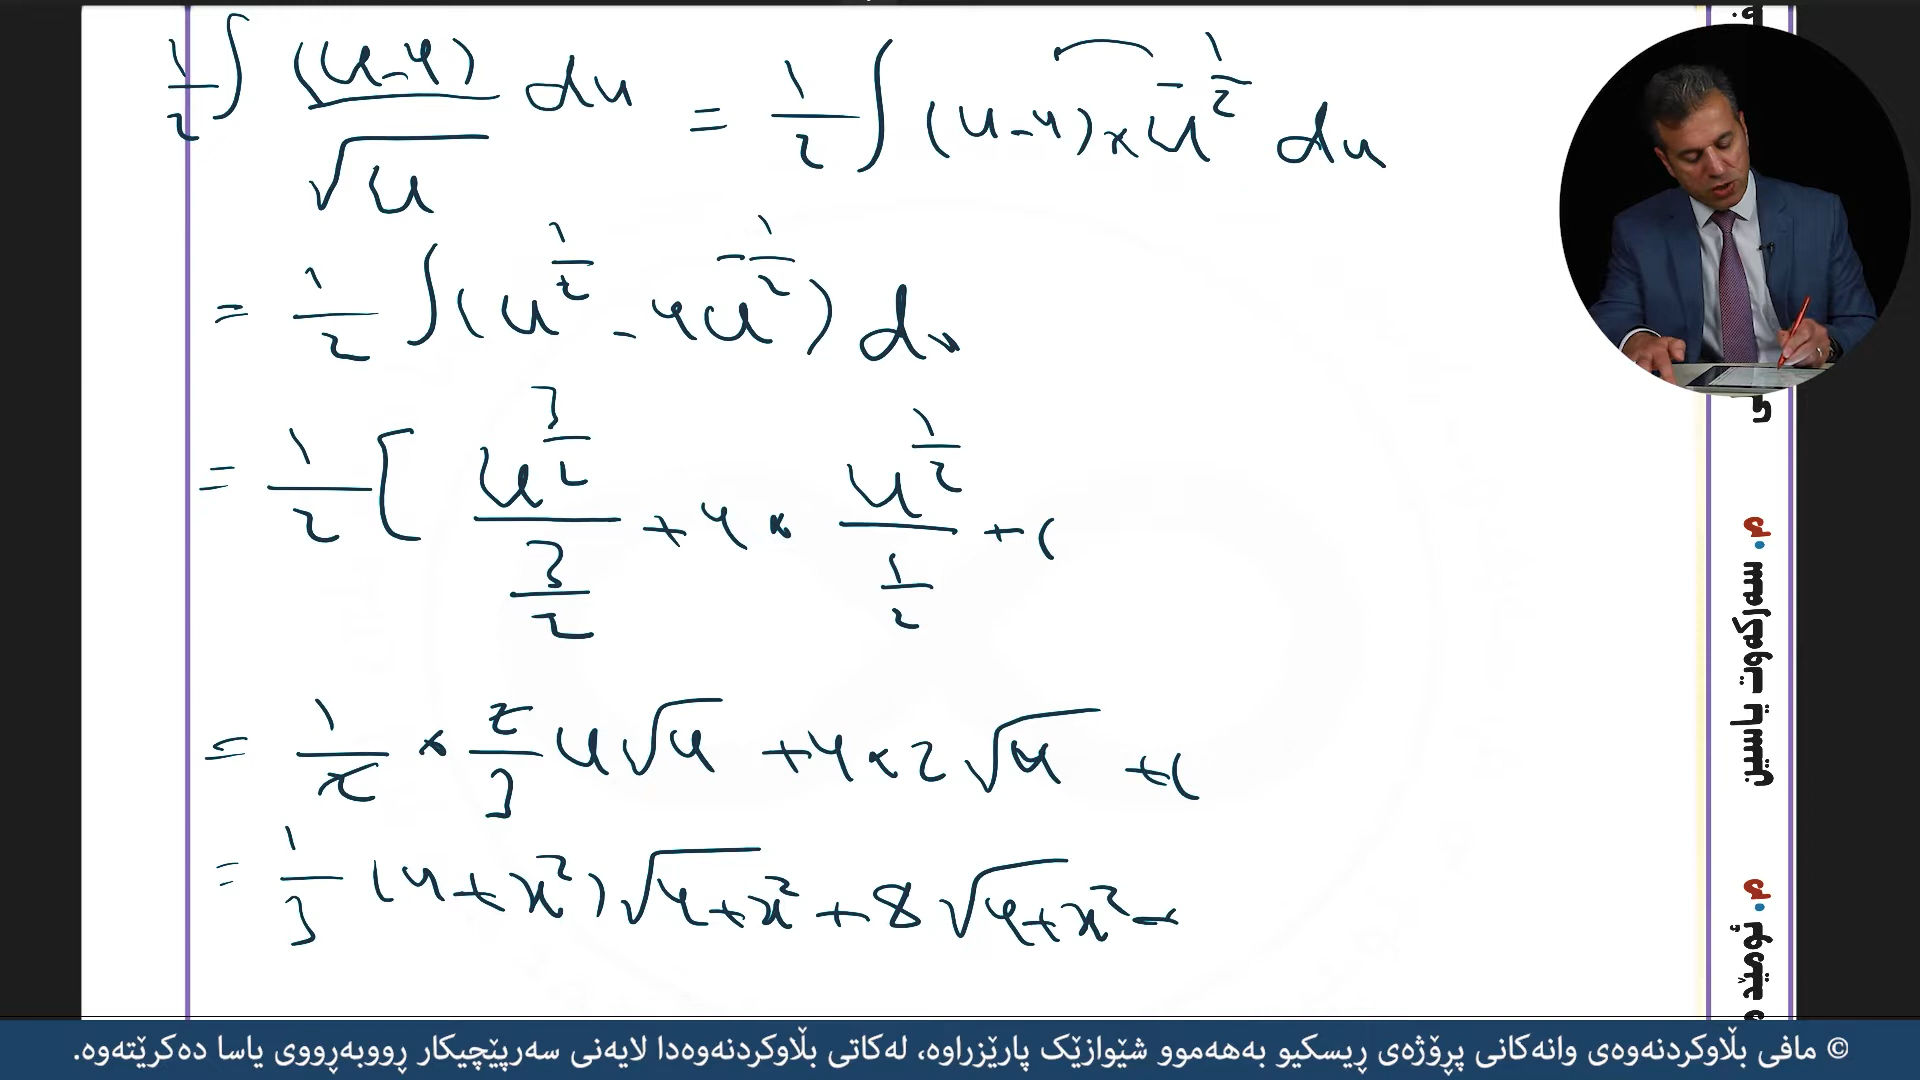 1/2 ∫ (u-4)/√u du = 1/2 ∫ (u-4) × u^(-1/2) du
= 1/2 ∫ (u^(1/2) - 4u^(-1/2)) du
= 1/2 [ u^(3/2)/(3/2) + 4 × u^(1/2)/(1/2) + c
= 1/2 × 2/3 u√u + 4 × 2 √u + c
= 1/3 (4+x²) √4+x² + 8 √4+x² +
م. سەرکەوت یاسین
م. ئومێد
© مافی بڵاوکردنەوەی وانەکانی پڕۆژەی ڕیسکیو بەهەموو شێوازێک پارێزراوە، لەکاتی بڵاوکردنەوەدا لایەنی سەرپێچیکار ڕووبەڕووی یاسا دەکرێتەوە.